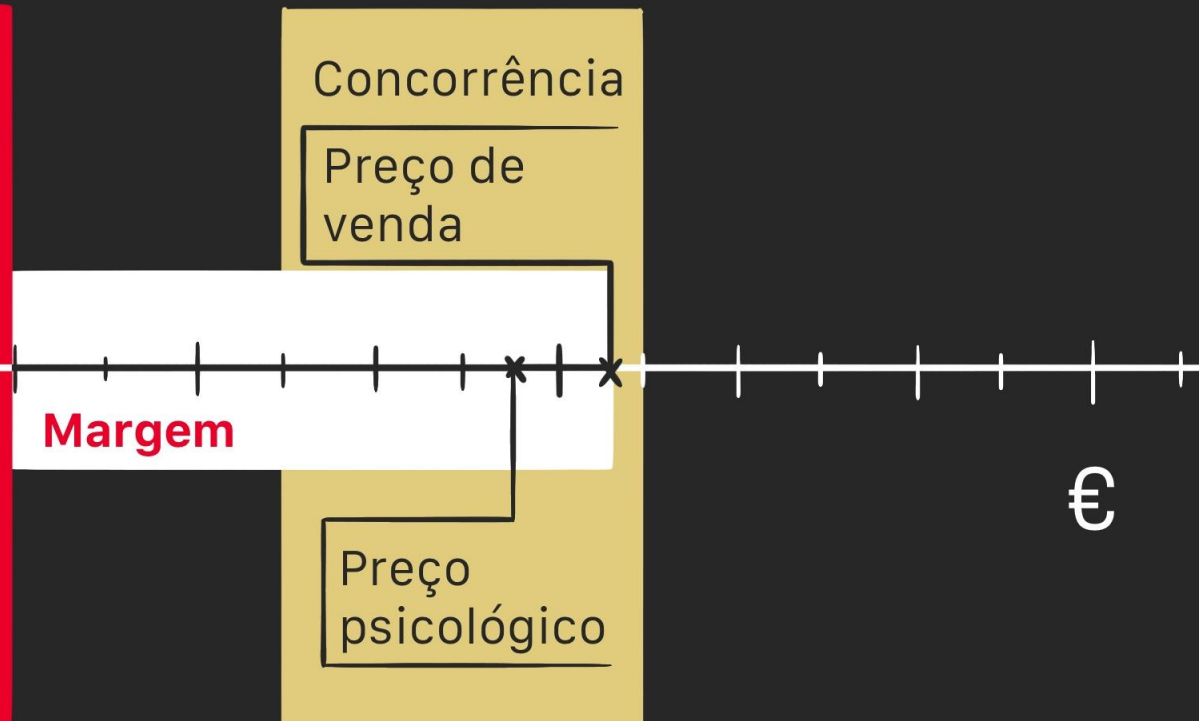 Concorrência
Preço de
venda
Margem
€
Preço
psicológico